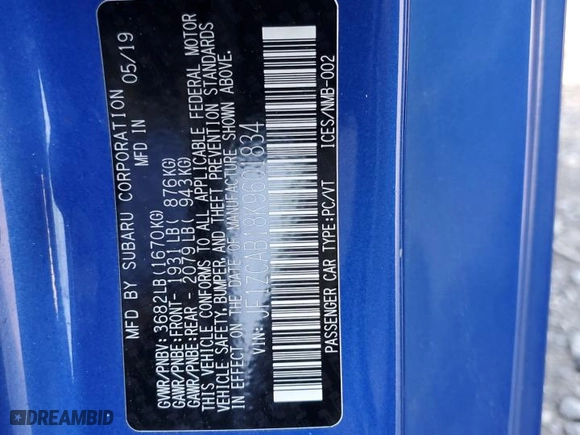 MFD BY SUBARU CORPORATION 05/19
MFD IN
GWWR/PNBV: 3682LB(1670KG)
GAWR/PNBE:FRONT- 1931LB( 876KG)
GAWR/PNBE:REAR - 2079LB( 943KG)
THIS VEHICLE CONFORMS TO ALL APPLICABLE FEDERAL MOTOR
VEHICLE SAFETY, BUMPER, AND THEFT PREVENTION STANDARDS
IN EFFECT ON THE DATE OF MANUFACTURE SHOWN ABOVE.
VIN:
PASSENGER CAR TYPE:PC/VT 1CES/NMB-002
DREAMBID